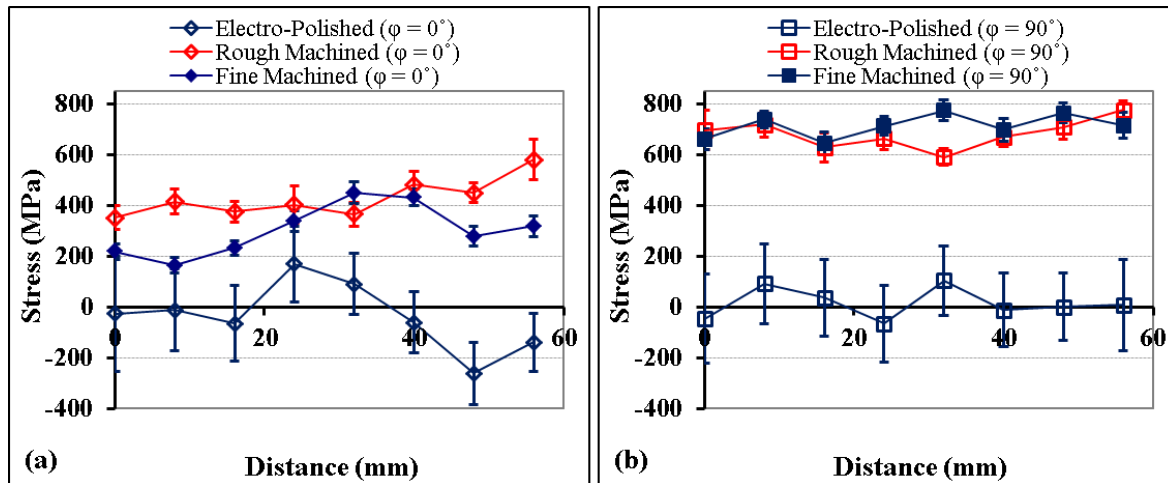 Electro-Polished (φ = 0˚)
Rough Machined (φ = 0˚)
Fine Machined (φ = 0˚)
800
600
400
200
0
-200
-400
0
20
40
60
Stress (MPa)
Distance (mm)
(a)
Electro-Polished (φ = 90˚)
Rough Machined (φ = 90˚)
Fine Machined (φ = 90˚)
800
600
400
200
0
-200
-400
0
20
40
60
Stress (MPa)
Distance (mm)
(b)